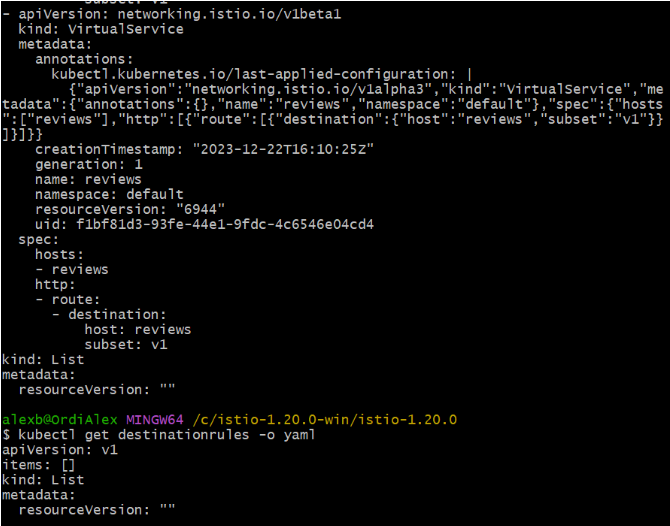 subset: v1
- apiVersion: networking.istio.io/v1beta1
  kind: VirtualService
  metadata:
    annotations:
      kubectl.kubernetes.io/last-applied-configuration: |
        {"apiVersion":"networking.istio.io/v1alpha3","kind":"VirtualService","me
tadata":{"annotations":{},"name":"reviews","namespace":"default"},"spec":{"hosts
":["reviews"],"http":[{"route":[{"destination":{"host":"reviews","subset":"v1"}}
]}]}}
    creationTimestamp: "2023-12-22T16:10:25Z"
    generation: 1
    name: reviews
    namespace: default
    resourceVersion: "6944"
    uid: f1bf81d3-93fe-44e1-9fdc-4c6546e04cd4
  spec:
    hosts:
    - reviews
    http:
    - route:
      - destination:
          host: reviews
          subset: v1
kind: List
metadata:
  resourceVersion: ""
alexb@OrdiAlex MINGW64 /c/istio-1.20.0-win/istio-1.20.0
$ kubectl get destinationrules -o yaml
apiVersion: v1
items: []
kind: List
metadata:
  resourceVersion: ""